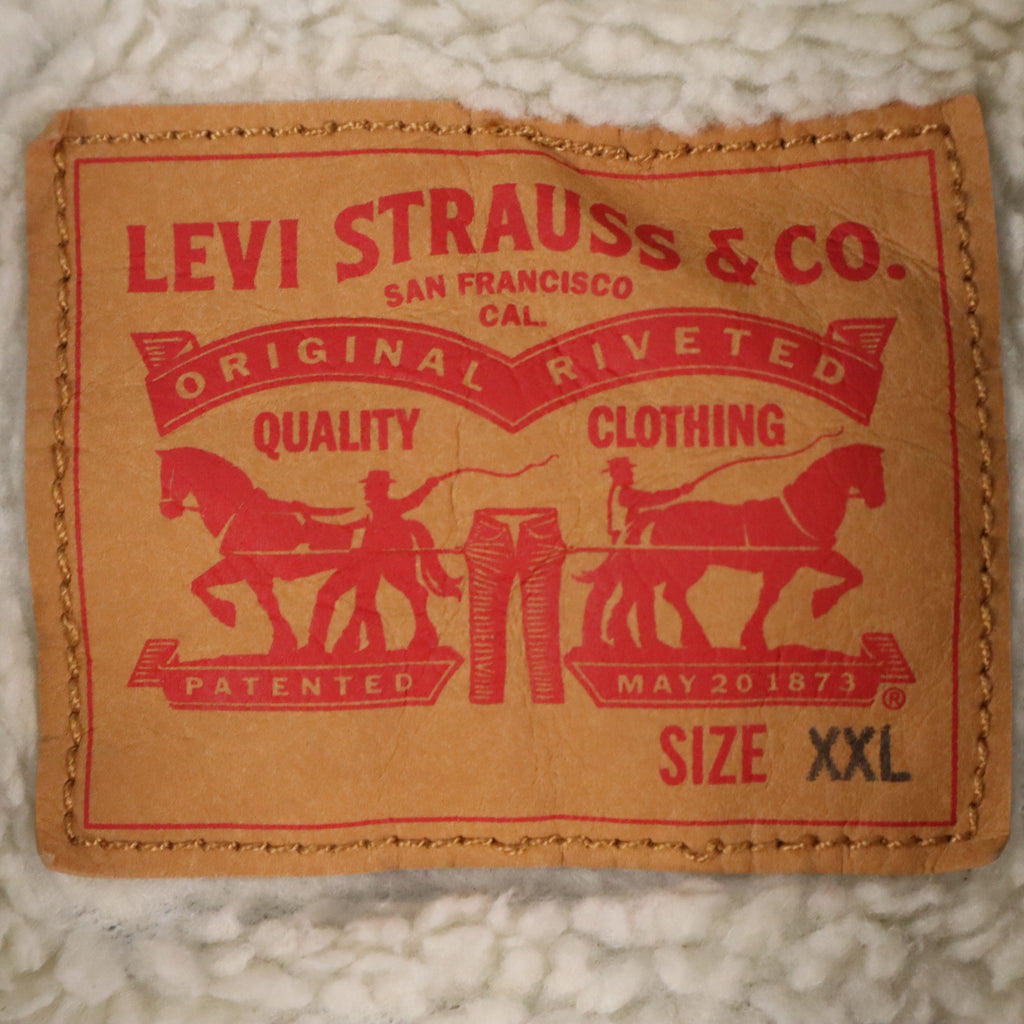 LEVI STRAUSS & CO.
SAN FRANCISCO
CAL.
ORIGINAL RIVETED
QUALITY CLOTHING
PATENTED MAY 20 1873 ®
SIZE XXL